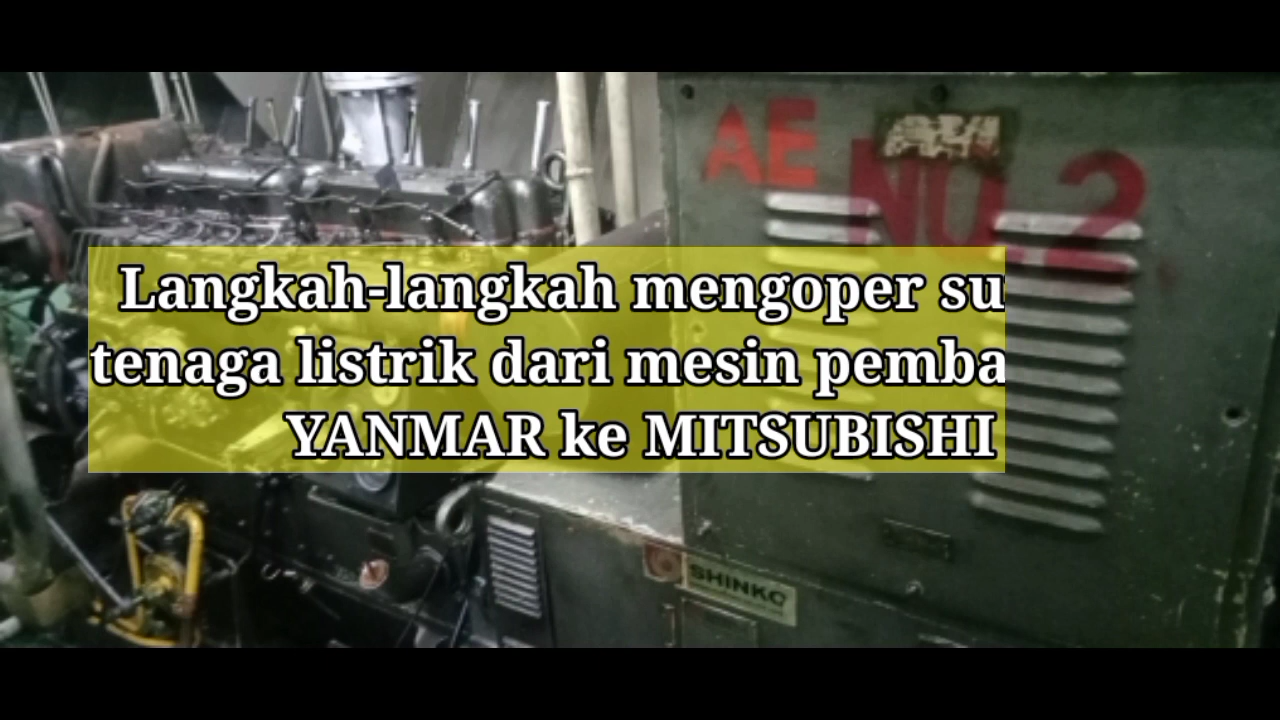 AE
NO.2
Langkah-langkah mengoper su
tenaga listrik dari mesin pemba
YANMAR ke MITSUBISHI
SHINKO